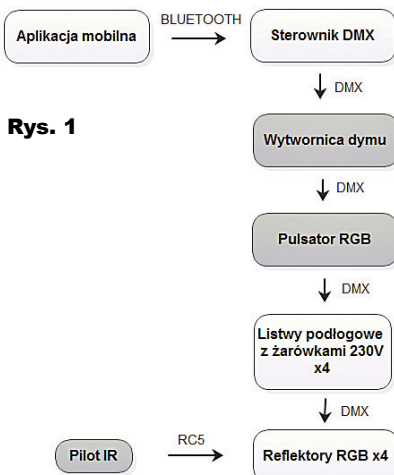 BLUETOOTH
Aplikacja mobilna
Sterownik DMX
DMX
Rys. 1
Wytwornica dymu
DMX
Pulsator RGB
DMX
Listwy podłogowe
z żarówkami 230V
x4
DMX
RC5
Pilot IR
Reflektory RGB x4